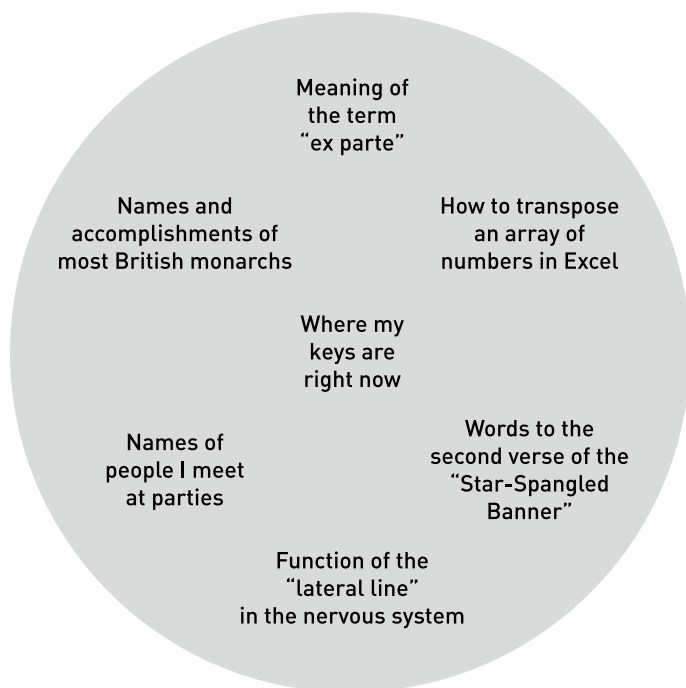 Meaning of
the term
“ex parte”
Names and
accomplishments of
most British monarchs
How to transpose
an array of
numbers in Excel
Where my
keys are
right now
Names of
people I meet
at parties
Words to the
second verse of the
“Star-Spangled
Banner”
Function of the
“lateral line”
in the nervous system